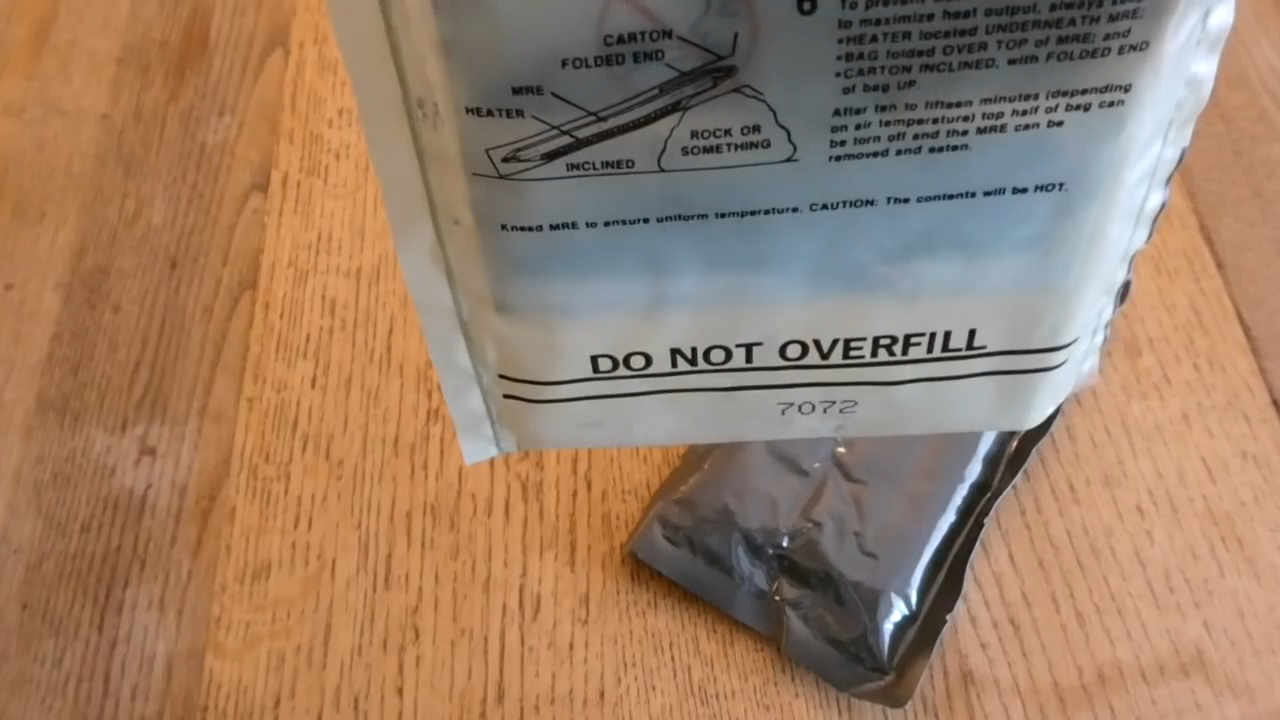 6
to maximize heat output, always keep
•HEATER located UNDERNEATH MRE;
•BAG folded OVER TOP of MRE; and
•CARTON INCLINED, with FOLDED END
of bag UP.
After ten to fifteen minutes (depending
on air temperature) top half of bag can
be torn off and the MRE can be
removed and eaten.
CARTON
FOLDED END
MRE
HEATER
ROCK OR
SOMETHING
INCLINED
Knead MRE to ensure uniform temperature. CAUTION: The contents will be HOT.
DO NOT OVERFILL
7072